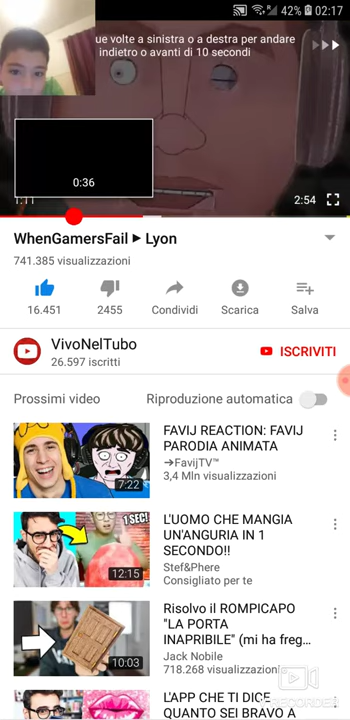 42% 02:17
ue volte a sinistra o a destra per andare
indietro o avanti di 10 secondi
0:36
1:11
2:54
WhenGamersFail ▶ Lyon
741.385 visualizzazioni
16.451
2455
Condividi
Scarica
Salva
VivoNelTubo
26.597 iscritti
ISCRIVITI
Prossimi video
Riproduzione automatica
7:22
FAVIJ REACTION: FAVIJ
PARODIA ANIMATA
➔FavijTV™
3,4 Mln visualizzazioni
1 SEC!
12:15
L'UOMO CHE MANGIA
UN'ANGURIA IN 1
SECONDO!!
Stef&Phere
Consigliato per te
10:03
Risolvo il ROMPICAPO
"LA PORTA
INAPRIBILE" (mi ha freg...
Jack Nobile
718.268 visualizzazioni
L'APP CHE TI DICE
QUANTO SEI BRAVO A